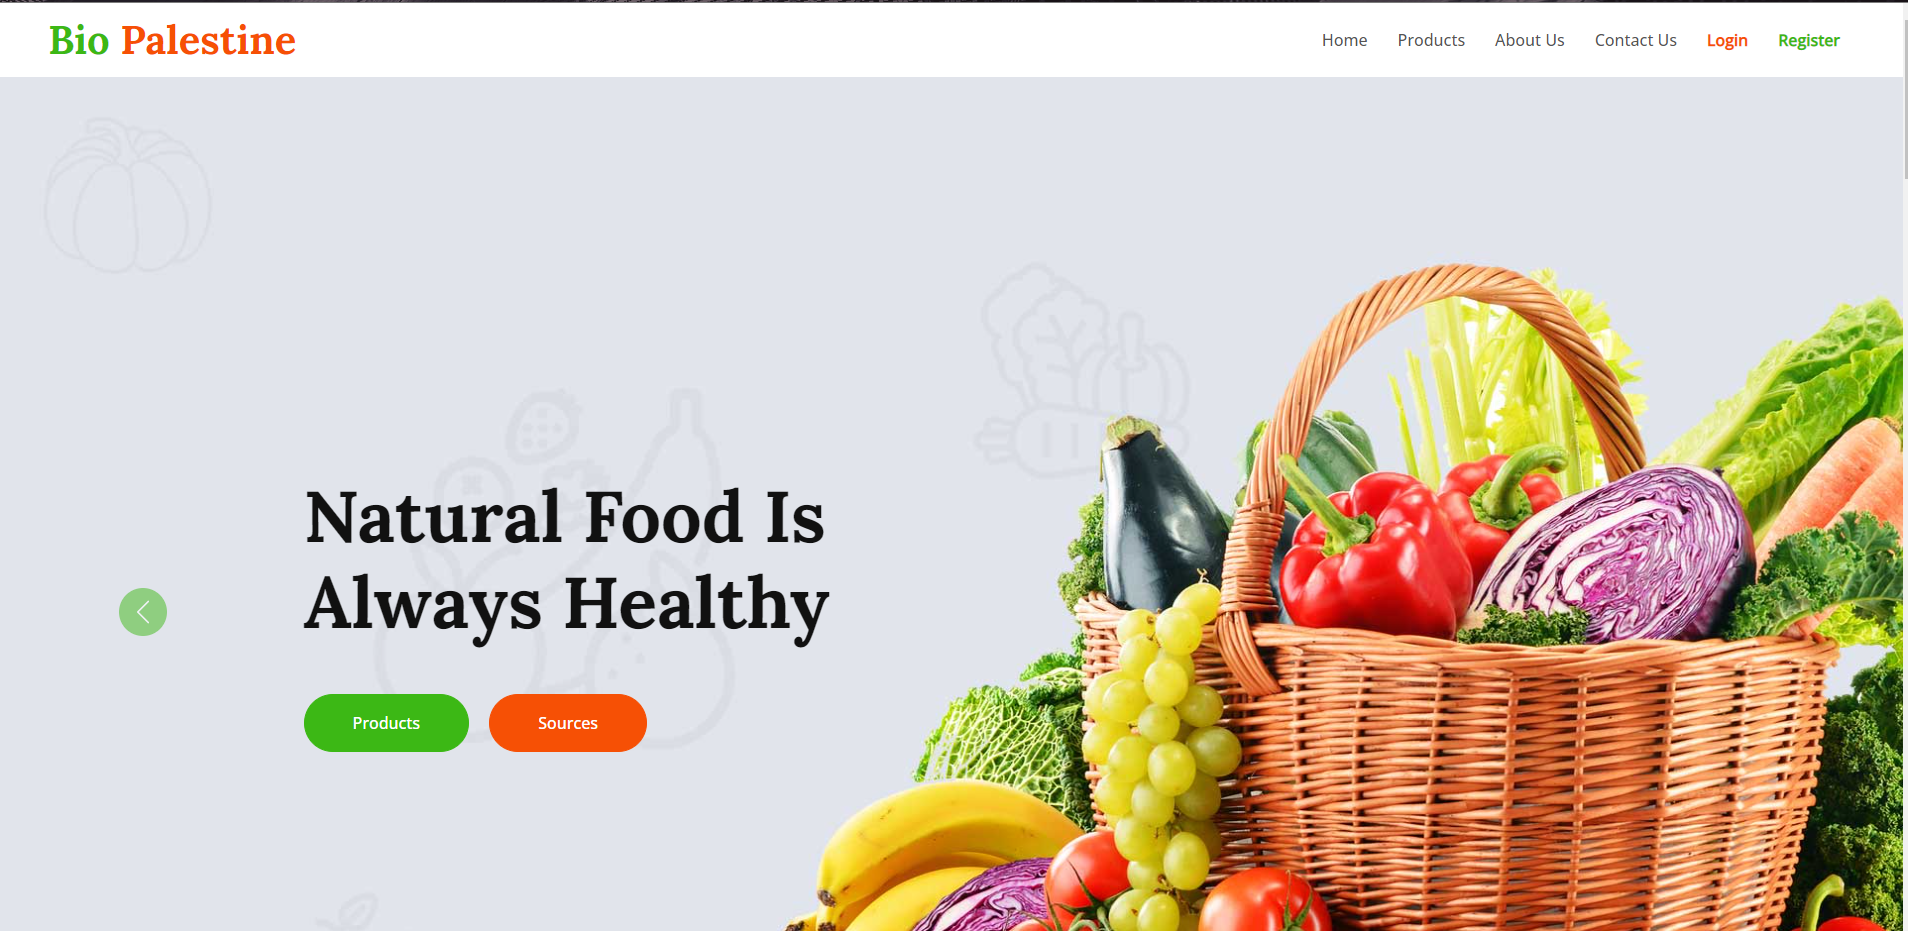 Bio Palestine
Home Products About Us Contact Us Login Register
Natural Food Is
Always Healthy
Products Sources